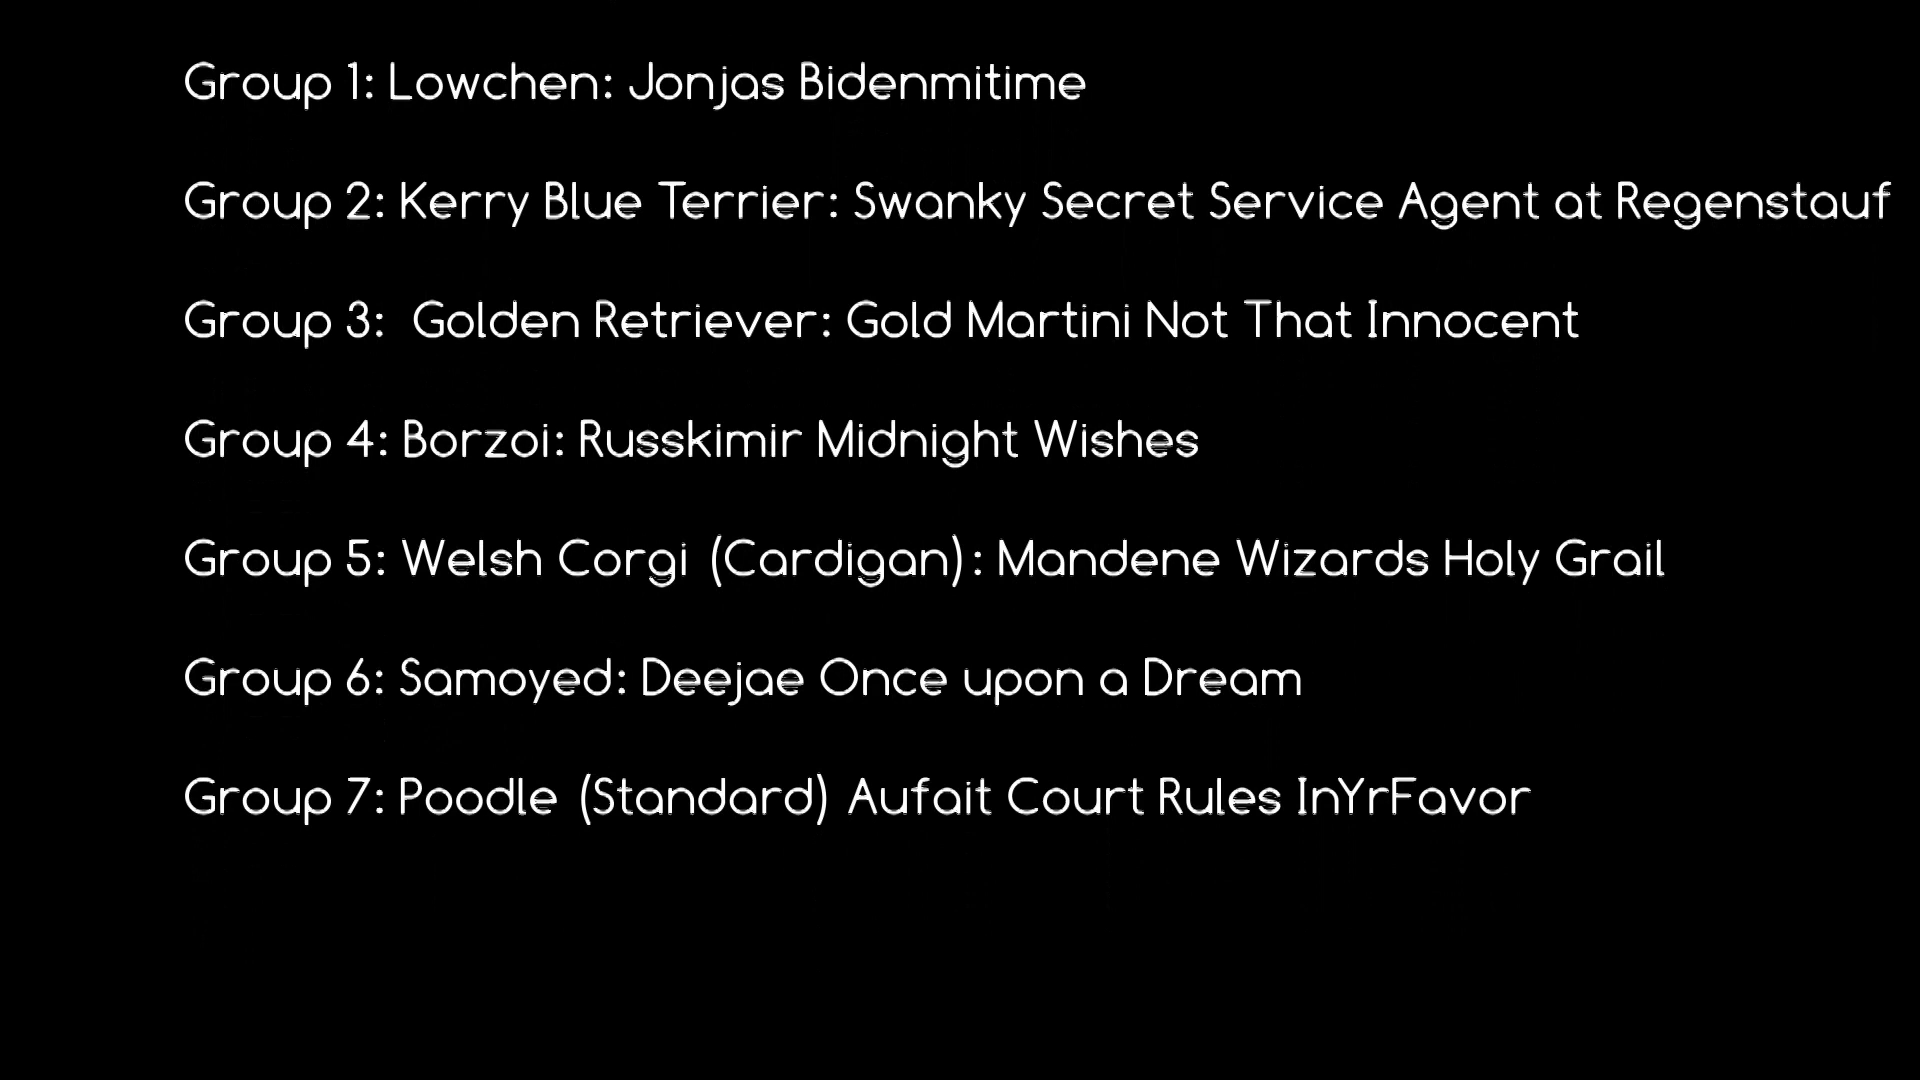 Group 1: Lowchen: Jonjas Bidenmitime
Group 2: Kerry Blue Terrier: Swanky Secret Service Agent at Regenstauf
Group 3:  Golden Retriever: Gold Martini Not That Innocent
Group 4: Borzoi: Russkimir Midnight Wishes
Group 5: Welsh Corgi (Cardigan): Mandene Wizards Holy Grail
Group 6: Samoyed: Deejae Once upon a Dream
Group 7: Poodle (Standard) Aufait Court Rules InYrFavor